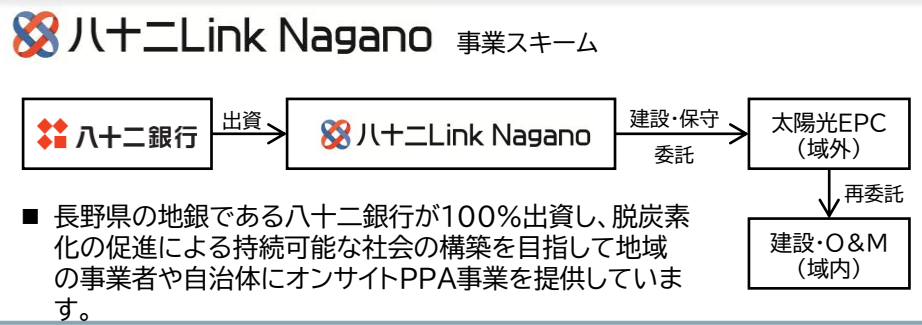 八十二Link Nagano 事業スキーム
八十二銀行
出資
八十二Link Nagano
建設・保守
委託
太陽光EPC
(域外)
再委託
建設・O&M
(域内)
■ 長野県の地銀である八十二銀行が100%出資し、脱炭素
化の促進による持続可能な社会の構築を目指して地域
の事業者や自治体にオンサイトPPA事業を提供していま
す。